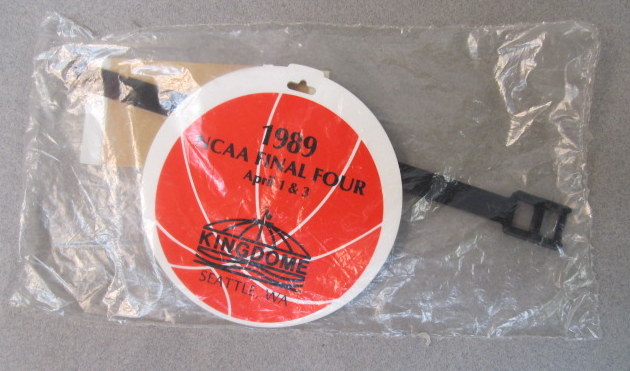 1989
NCAA FINAL FOUR
April 1 & 3
KINGDOME
SEATTLE, WA